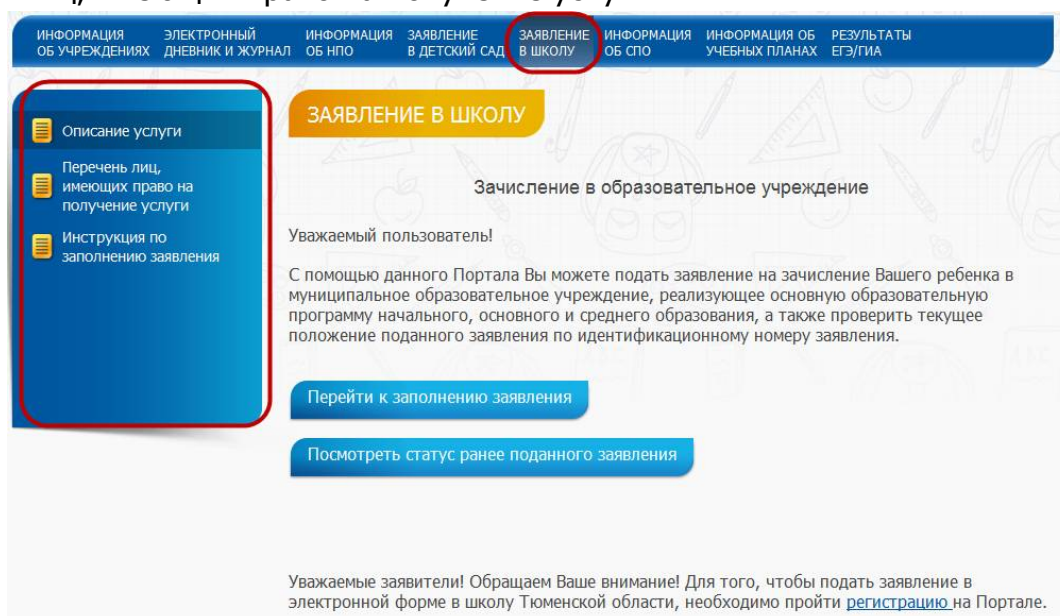 ИНФОРМАЦИЯ ОБ УЧРЕЖДЕНИЯХ
ЭЛЕКТРОННЫЙ ДНЕВНИК И ЖУРНАЛ
ИНФОРМАЦИЯ ОБ НПО
ЗАЯВЛЕНИЕ В ДЕТСКИЙ САД
ЗАЯВЛЕНИЕ В ШКОЛУ
ИНФОРМАЦИЯ ОБ СПО
ИНФОРМАЦИЯ ОБ УЧЕБНЫХ ПЛАНАХ
РЕЗУЛЬТАТЫ ЕГЭ/ГИА
Описание услуги
Перечень лиц,
имеющих право на
получение услуги
Инструкция по
заполнению заявления
ЗАЯВЛЕНИЕ В ШКОЛУ
Зачисление в образовательное учреждение
Уважаемый пользователь!
С помощью данного Портала Вы можете подать заявление на зачисление Вашего ребенка в
муниципальное образовательное учреждение, реализующее основную образовательную
программу начального, основного и среднего образования, а также проверить текущее
положение поданного заявления по идентификационному номеру заявления.
Перейти к заполнению заявления
Посмотреть статус ранее поданного заявления
Уважаемые заявители! Обращаем Ваше внимание! Для того, чтобы подать заявление в
электронной форме в школу Тюменской области, необходимо пройти регистрацию на Портале.